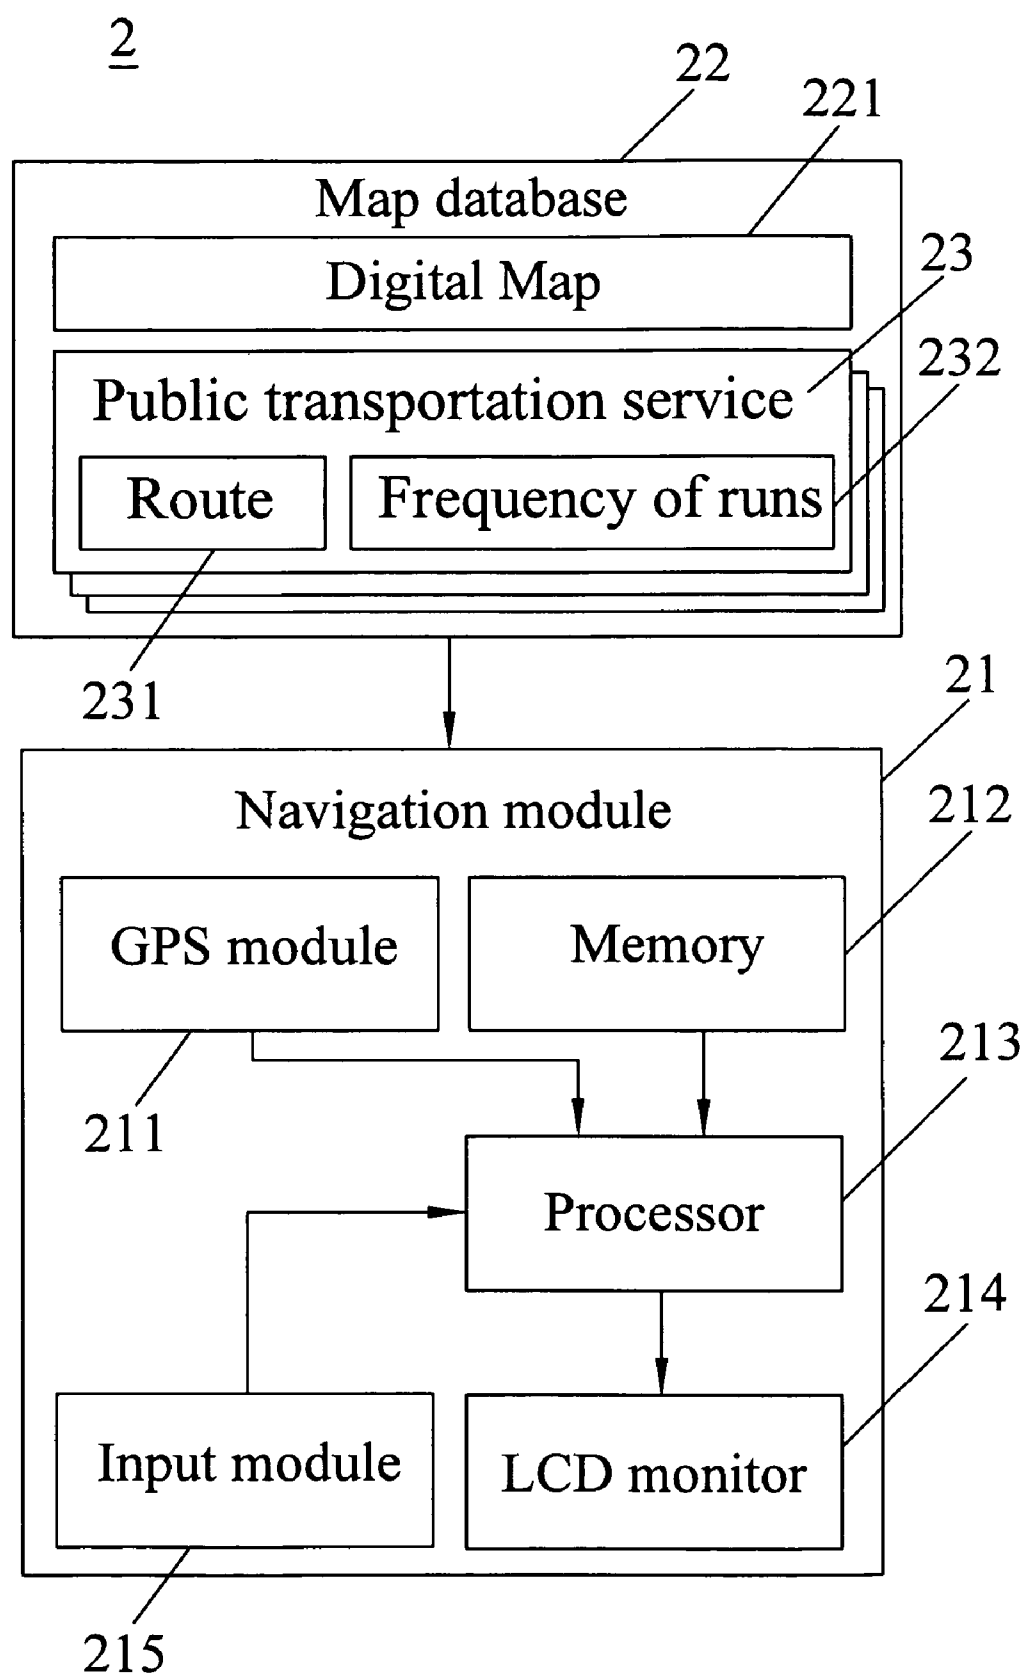 2
22
221
Map database
Digital Map
23
232
Public transportation service
Route
Frequency of runs
231
21
Navigation module
212
GPS module
Memory
213
211
Processor
214
Input module
LCD monitor
215